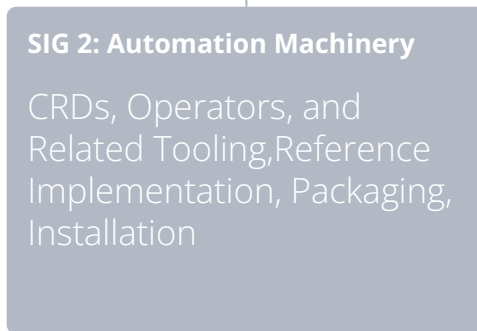 SIG 2: Automation Machinery
CRDs, Operators, and
Related Tooling,Reference
Implementation, Packaging,
Installation